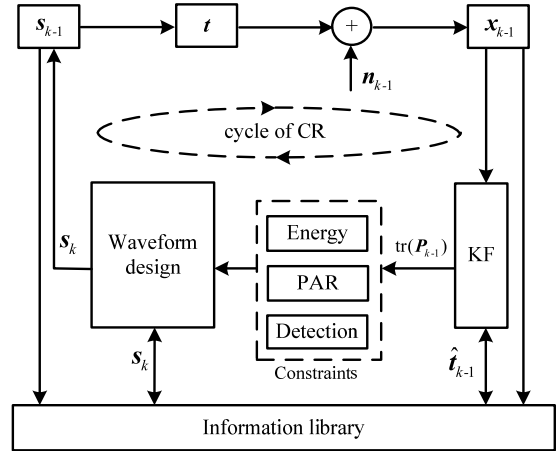 s_{k-1}
t
+
x_{k-1}
n_{k-1}
cycle of CR
Waveform
design
s_k
Energy
PAR
Detection
Constraints
tr(P_{k-1})
KF
s_k
t̂_{k-1}
Information library